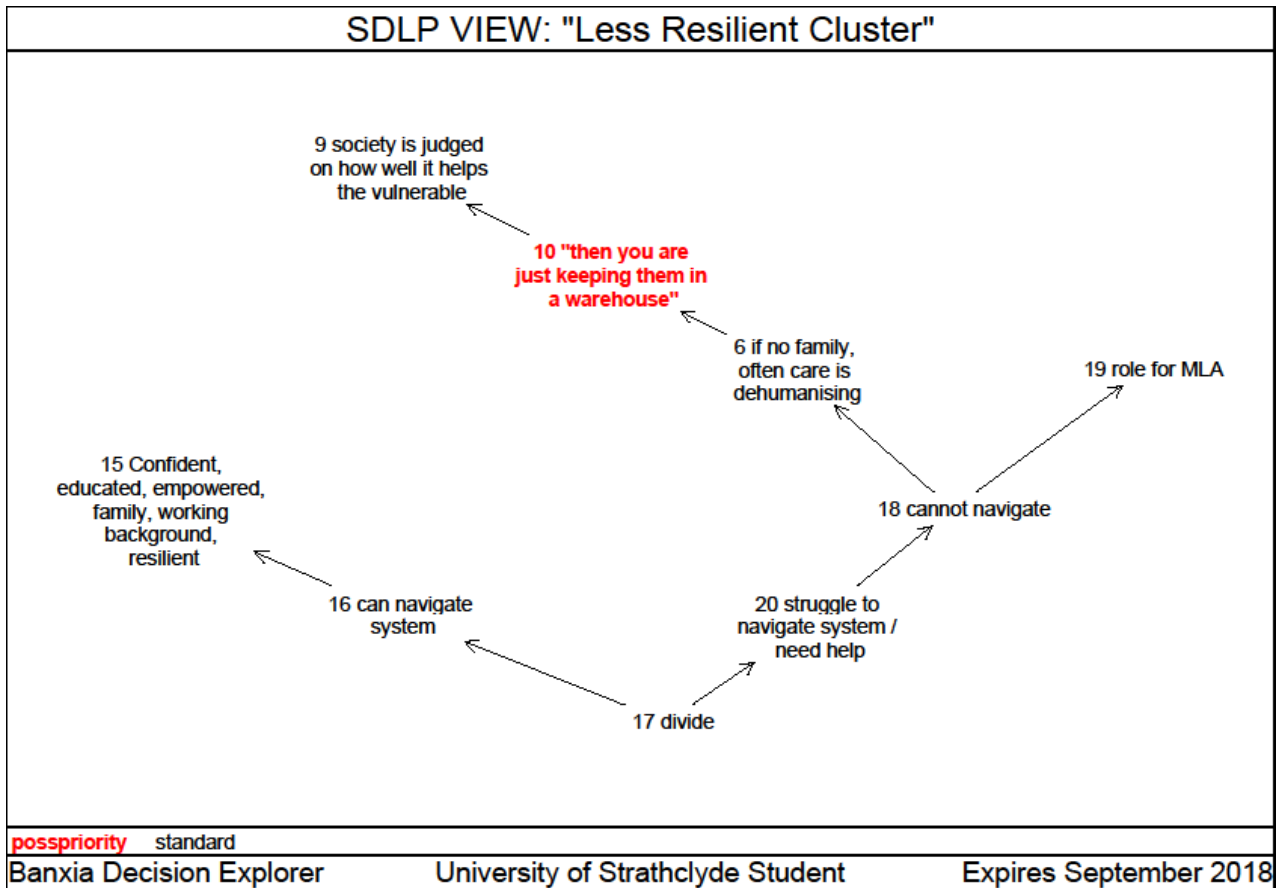 SDLP VIEW: "Less Resilient Cluster"
9 society is judged
on how well it helps
the vulnerable
10 "then you are
just keeping them in
a warehouse"
6 if no family,
often care is
dehumanising
19 role for MLA
15 Confident,
educated, empowered,
family, working
background,
resilient
18 cannot navigate
16 can navigate
system
20 struggle to
navigate system /
need help
17 divide
posspriority standard
Banxia Decision Explorer University of Strathclyde Student Expires September 2018